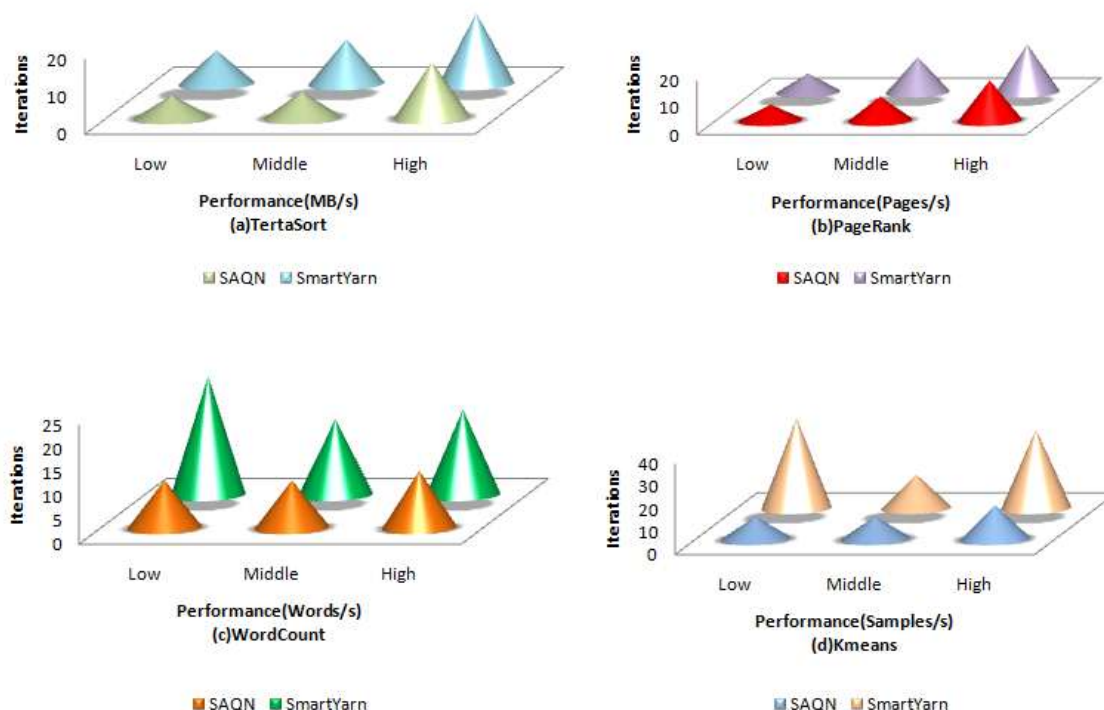 20
10
0
Iterations
Low Middle High
Performance(MB/s)
(a)TertaSort
SAQN SmartYarn
20
10
0
Iterations
Low Middle High
Performance(Pages/s)
(b)PageRank
SAQN SmartYarn
25
20
15
10
5
0
Iterations
Low Middle High
Performance(Words/s)
(c)WordCount
SAQN SmartYarn
40
30
20
10
0
Iterations
Low Middle High
Performance(Samples/s)
(d)Kmeans
SAQN SmartYarn